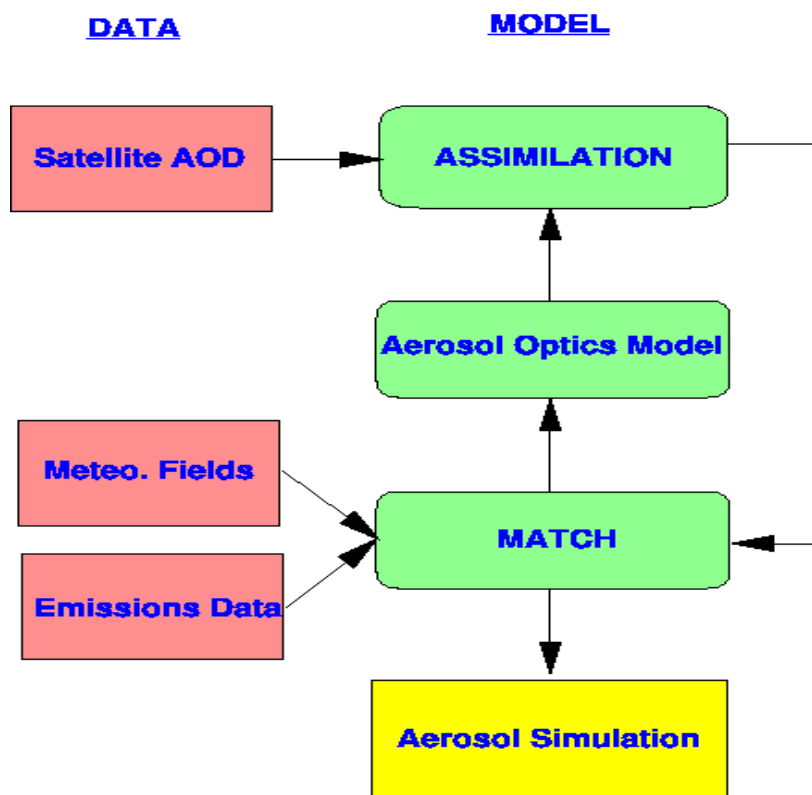 DATA
MODEL
Satellite AOD
ASSIMILATION
Aerosol Optics Model
Meteo. Fields
MATCH
Emissions Data
Aerosol Simulation